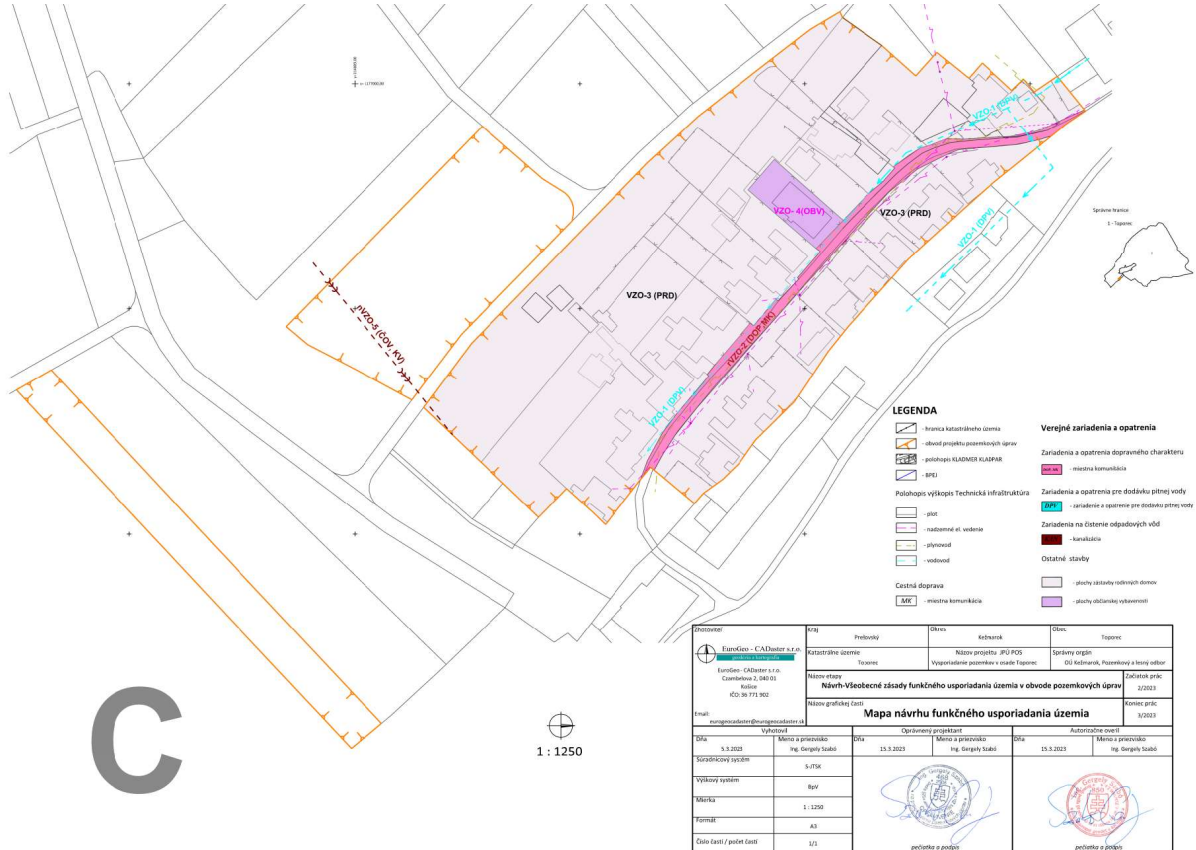 VZO-1 (DPV)
VZO-4(OBV)
VZO-3 (PRD)
VZO-1 (DPV)
VZO-3 (PRD)
nVZO-5 (ČOV, KV)
rVZO-2 (DOP,MK)
VZO-1 (DPV)
Správne hranice
1 - Toporec
LEGENDA
- hranica katastrálneho územia
- obvod projektu pozemkových úprav
- polohopis KLADMER KLADPAR
- BPEJ
Polohopis výškopis Technická infraštruktúra
- plot
- nadzemné el. vedenie
- plynovod
- vodovod
Cestná doprava
MK - miestna komunikácia
Verejné zariadenia a opatrenia
Zariadenia a opatrenia dopravného charakteru
- miestna komunikácia
Zariadenia a opatrenia pre dodávku pitnej vody
DPV - zariadenie a opatrenie pre dodávku pitnej vody
Zariadenia na čistenie odpadových vôd
- kanalizácia
Ostatné stavby
- plochy zástavby rodinných domov
- plochy občianskej vybavenosti
C
1 : 1250
Zhotoviteľ
EuroGeo - CADaster s.r.o.
geodézia a kartografia
EuroGeo - CADaster s.r.o.
Czambelova 2, 040 01
Košice
IČO: 36 771 902
Email:
eurogeocadaster@eurogeocadaster.sk
Kraj
Prešovský
Okres
Kežmarok
Obec
Toporec
Katastrálne územie
Toporec
Názov projektu JPÚ POS
Vysporiadanie pozemkov v osade Toporec
Správny orgán
OÚ Kežmarok, Pozemkový a lesný odbor
Názov etapy
Návrh-Všeobecné zásady funkčného usporiadania územia v obvode pozemkových úprav
Začiatok prác
2/2023
Názov grafickej časti
Mapa návrhu funkčného usporiadania územia
Koniec prác
3/2023
Vyhotovil
Oprávnený projektant
Autorizačne overil
Dňa
5.3.2023
Meno a priezvisko
Ing. Gergely Szabó
Dňa
15.3.2023
Meno a priezvisko
Ing. Gergely Szabó
Dňa
15.3.2023
Meno a priezvisko
Ing. Gergely Szabó
Súradnicový systém
S-JTSK
Výškový systém
BpV
Mierka
1 : 1250
Formát
A3
Číslo časti / počet častí
1/1
pečiatka a podpis
pečiatka a podpis